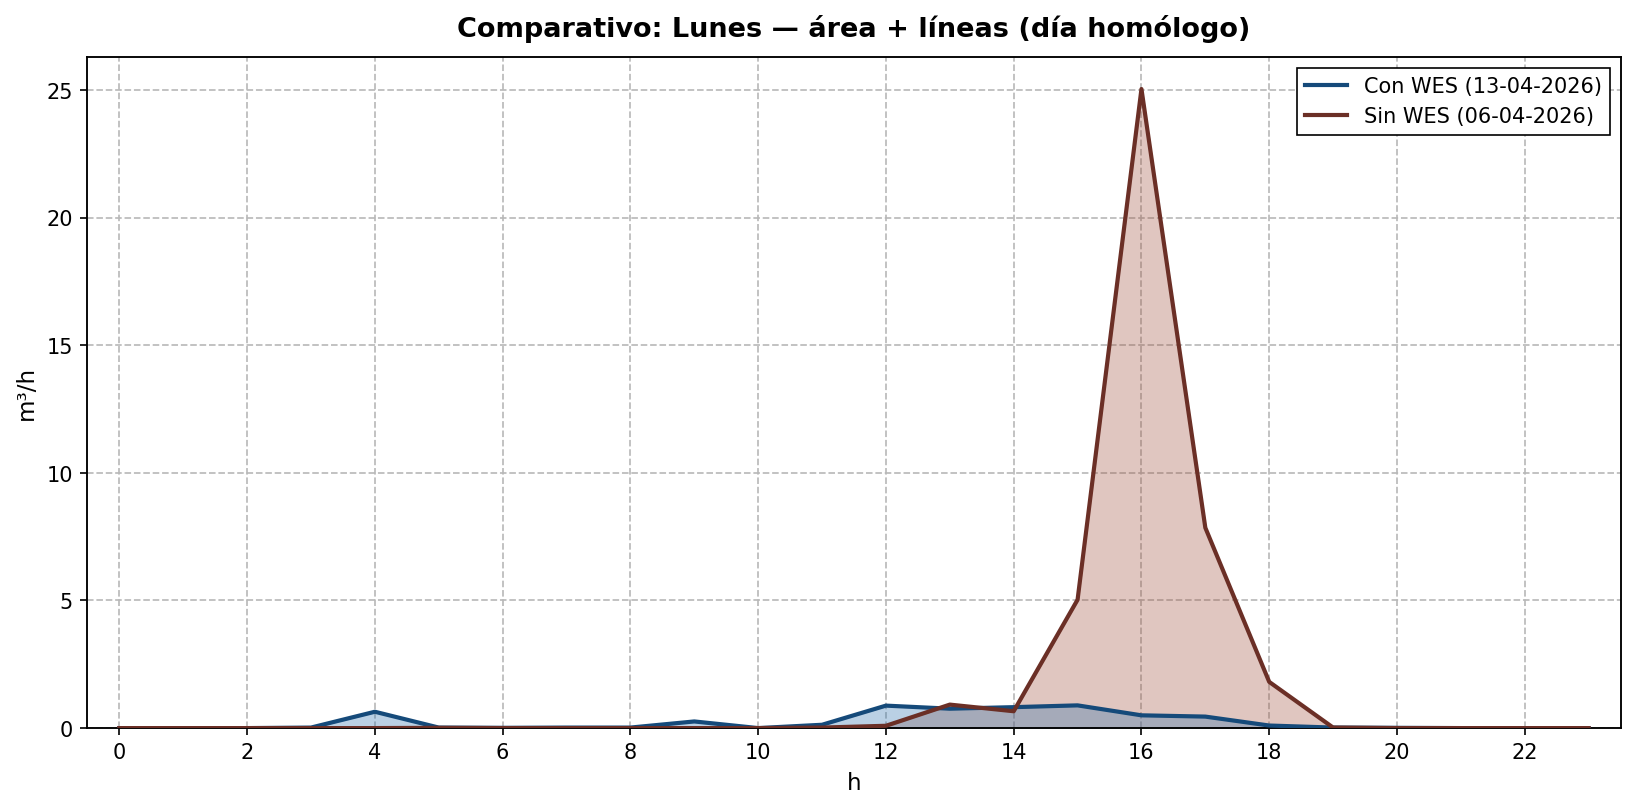 Comparativo: Lunes — área + líneas (día homólogo)
Con WES (13-04-2026)
Sin WES (06-04-2026)
25
20
15
10
5
0
m³/h
0 2 4 6 8 10 12 14 16 18 20 22
h